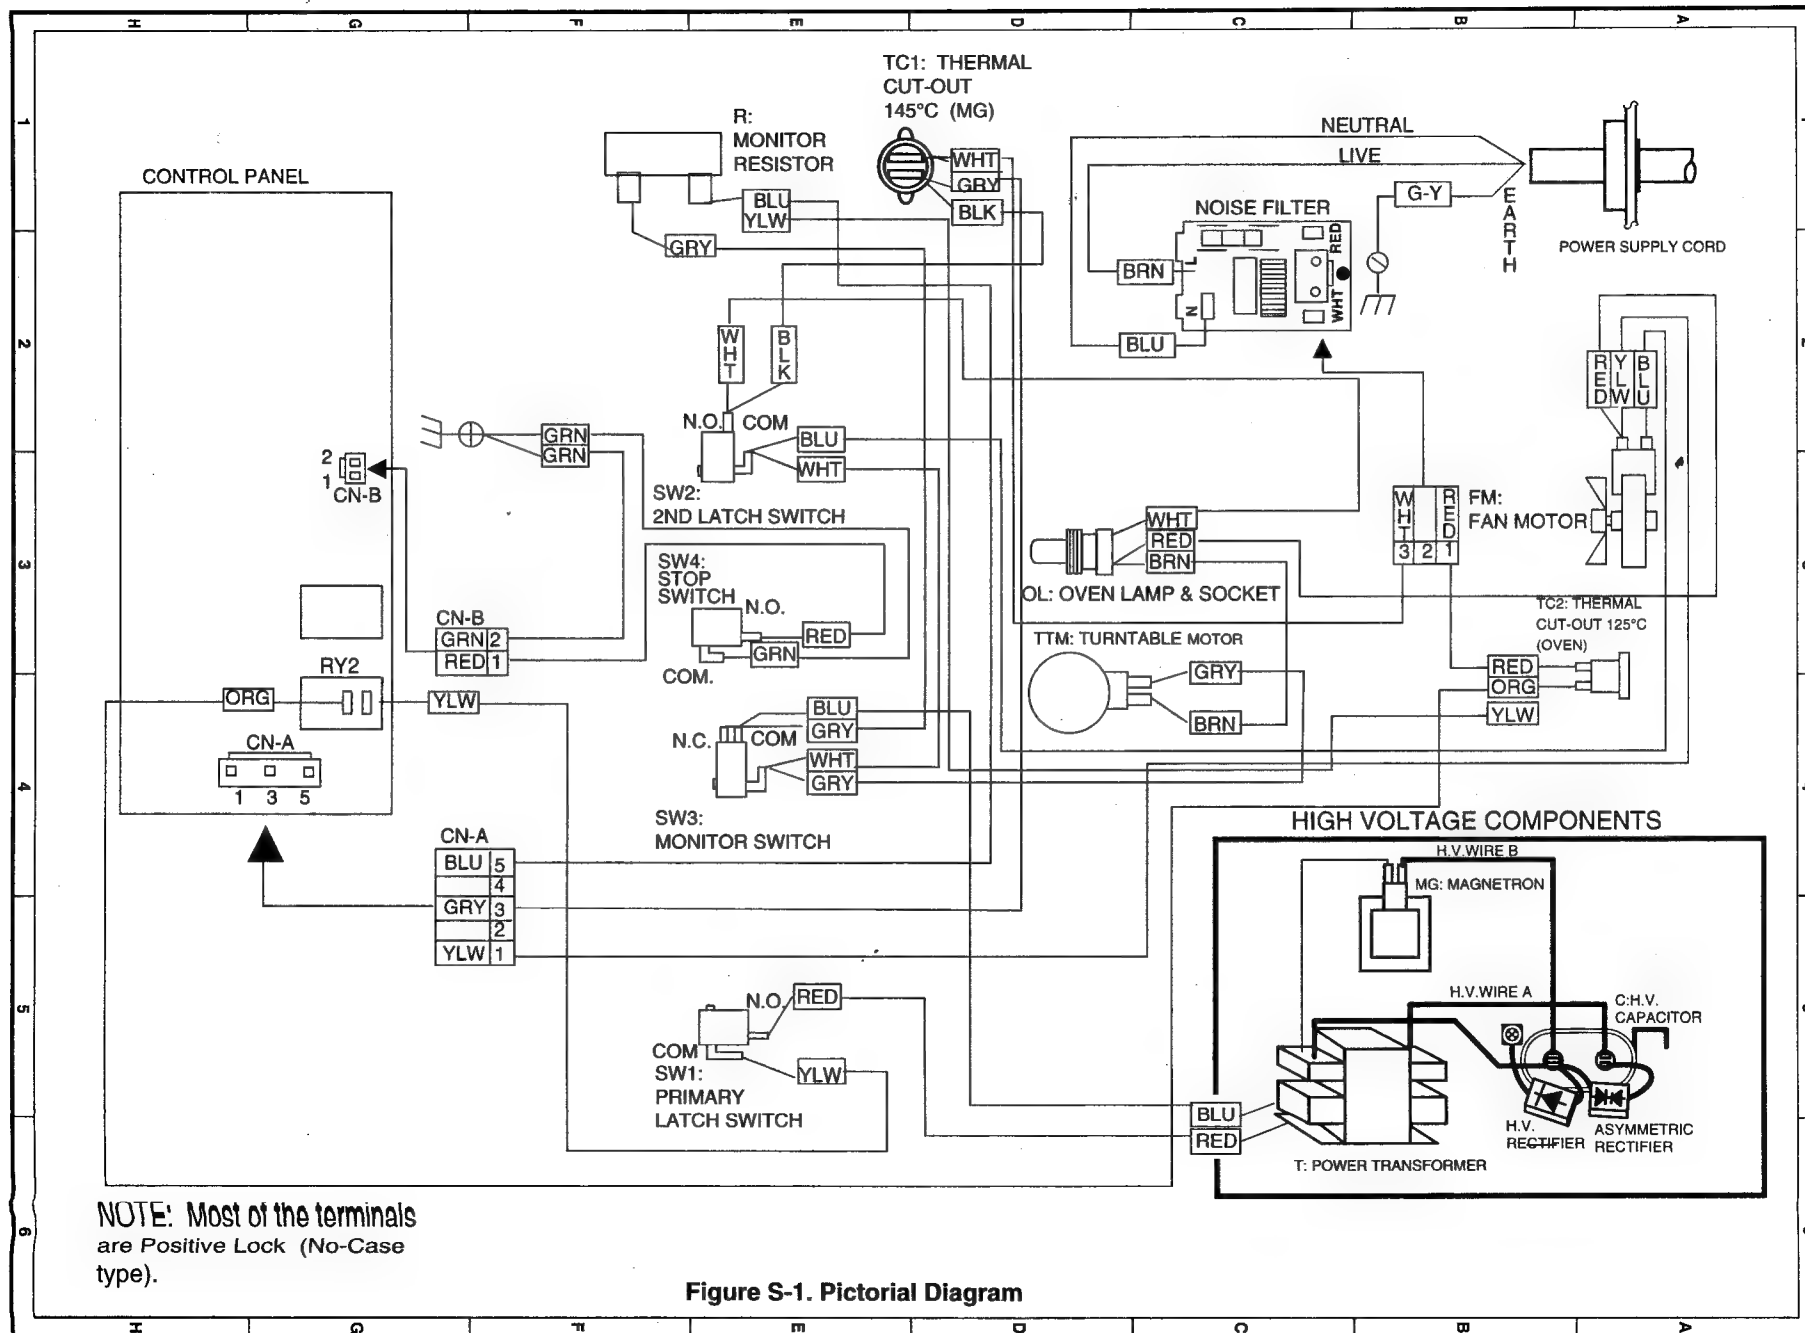 H G F E D C B A
1
2
3
4
5
6
TC1: THERMAL
CUT-OUT
145°C (MG)
R:
MONITOR
RESISTOR
WHT
GRY
BLK
BLU
YLW
GRY
NEUTRAL
LIVE
G-Y
EARTH
POWER SUPPLY CORD
NOISE FILTER
RED
WHT
L
N
BRN
BLU
CONTROL PANEL
WHT
BLK
N.O.
COM
BLU
WHT
SW2:
2ND LATCH SWITCH
GRN
GRN
2
1
CN-B
RED
YLW
BLU
WHT
RED
3 2 1
FM:
FAN MOTOR
WHT
RED
BRN
OL: OVEN LAMP & SOCKET
SW4:
STOP
SWITCH
N.O.
RED
GRN
COM.
CN-B
GRN 2
RED 1
TC2: THERMAL
CUT-OUT 125°C
(OVEN)
RED
ORG
YLW
TTM: TURNTABLE MOTOR
GRY
BRN
RY2
ORG
YLW
CN-A
1 3 5
BLU
GRY
N.C.
COM
WHT
GRY
SW3:
MONITOR SWITCH
CN-A
BLU 5
4
GRY 3
2
YLW 1
HIGH VOLTAGE COMPONENTS
H.V.WIRE B
MG: MAGNETRON
H.V.WIRE A
C:H.V.
CAPACITOR
N.O.
RED
COM
SW1:
PRIMARY
LATCH SWITCH
YLW
BLU
RED
H.V.
RECTIFIER
ASYMMETRIC
RECTIFIER
T: POWER TRANSFORMER
NOTE: Most of the terminals
are Positive Lock (No-Case
type).
Figure S-1. Pictorial Diagram
H G F E D C B A